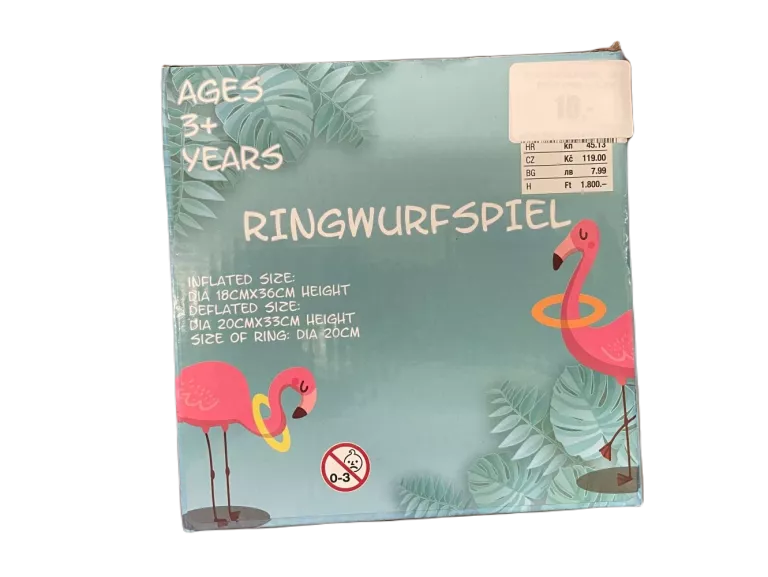 AGES
3+
YEARS
HR kn 45.13
CZ Kč 119.00
BG лв 7.99
H Ft 1.800.–
RINGWURFSPIEL
INFLATED SIZE:
DIA 18CMX36CM HEIGHT
DEFLATED SIZE:
DIA 20CMX33CM HEIGHT
SIZE OF RING: DIA 20CM
0-3